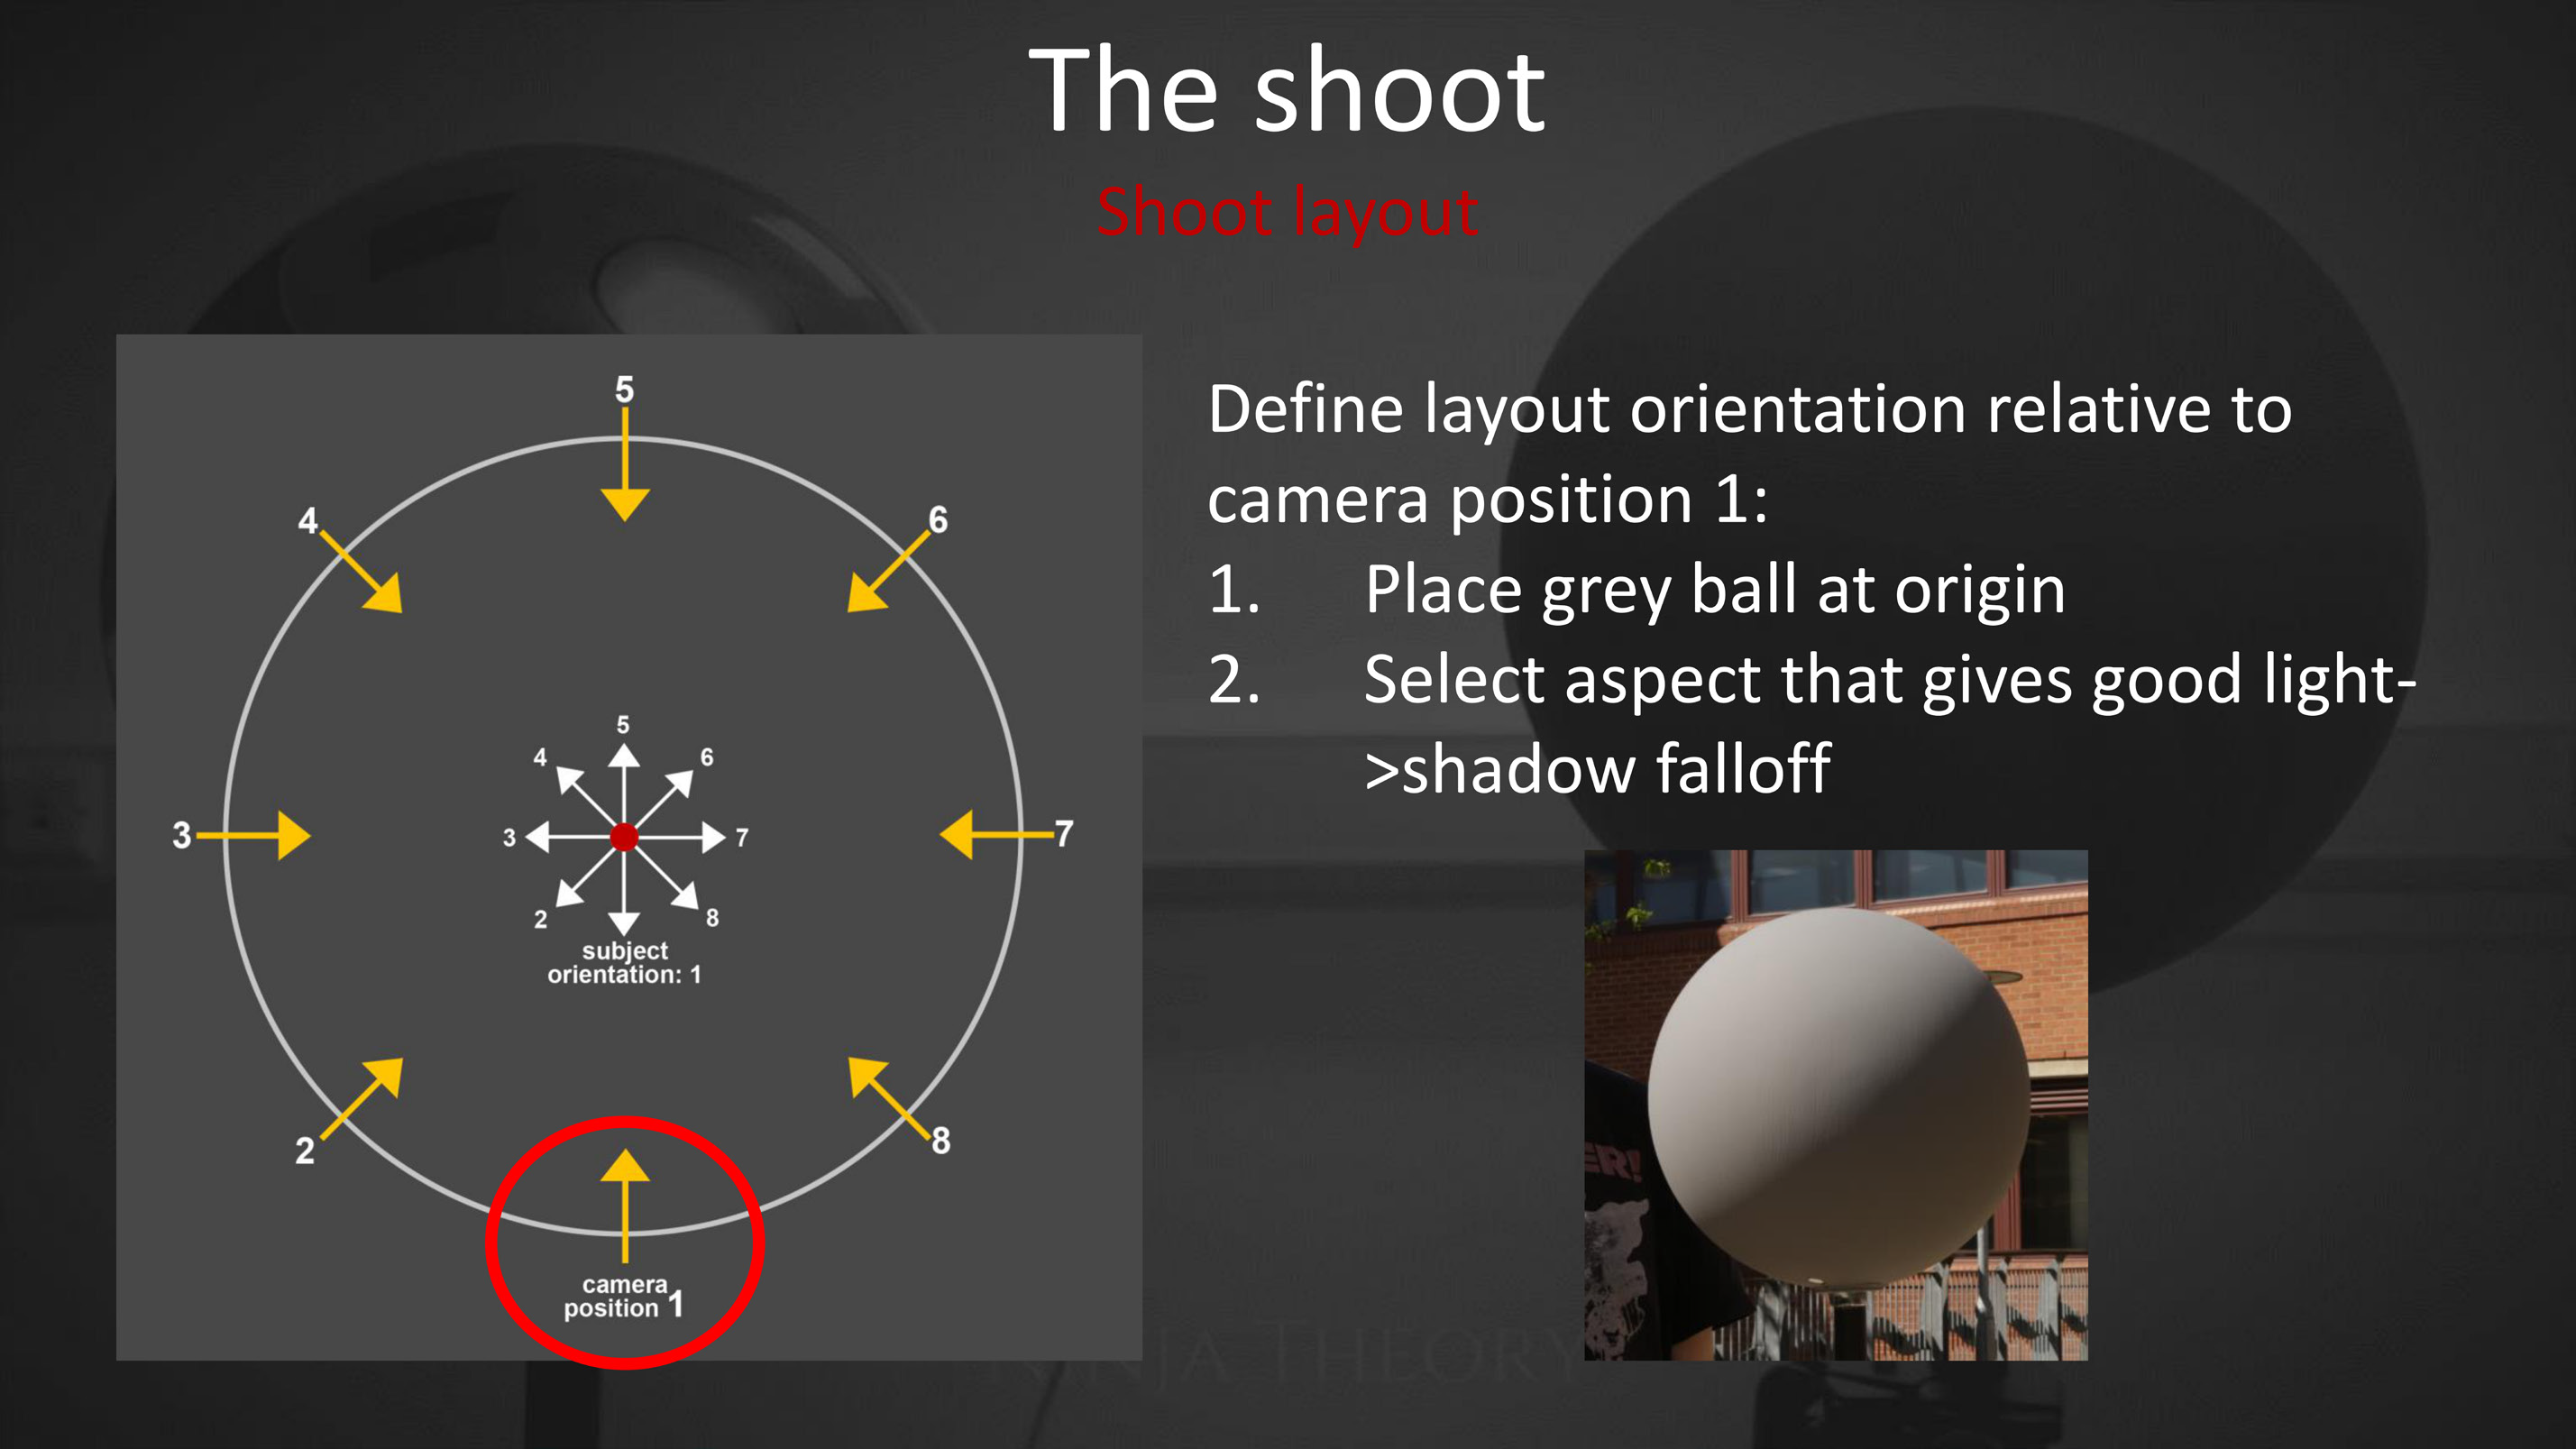 The shoot
Shoot layout
5
4
6
3
7
2
8
5
4
6
3
7
2
8
subject
orientation: 1
camera
position 1
Define layout orientation relative to
camera position 1:
1. Place grey ball at origin
2. Select aspect that gives good light-
>shadow falloff
ER!
NINJA THEORY